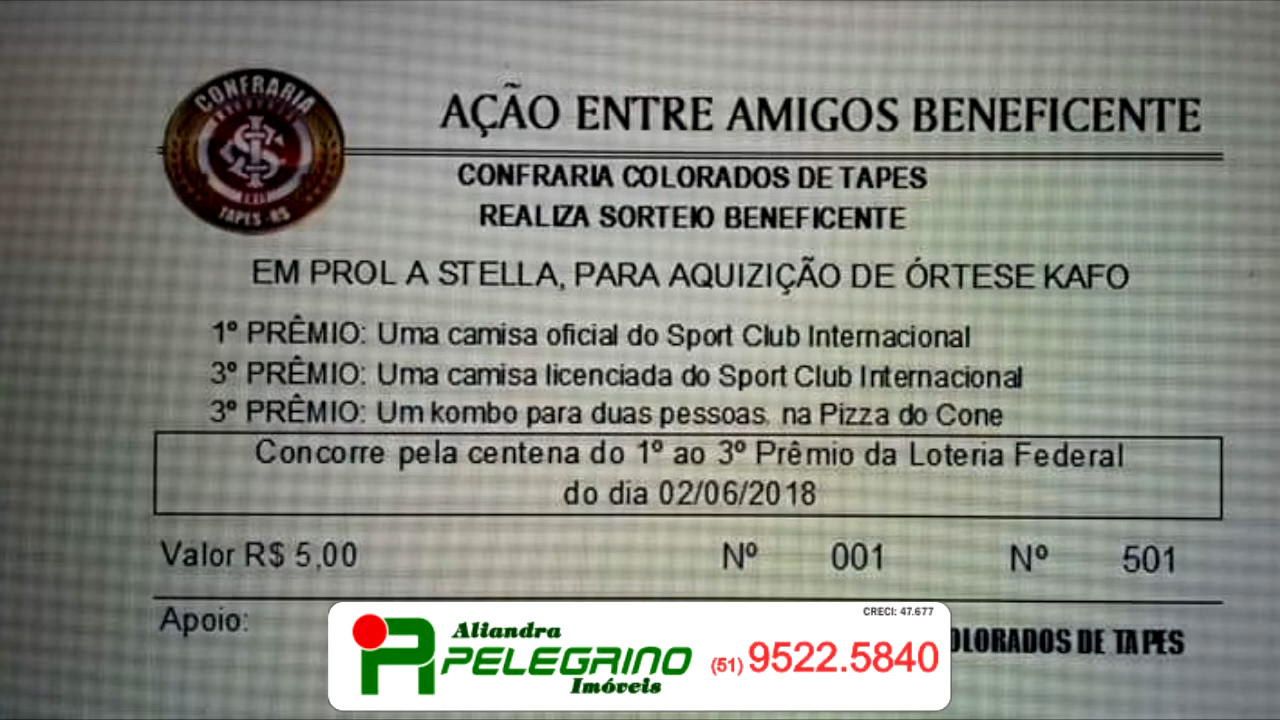 CONFRARIA
TAPES - RS
AÇÃO ENTRE AMIGOS BENEFICENTE
CONFRARIA COLORADOS DE TAPES
REALIZA SORTEIO BENEFICENTE
EM PROL A STELLA, PARA AQUIZIÇÃO DE ÓRTESE KAFO
1º PRÊMIO: Uma camisa oficial do Sport Club Internacional
3º PRÊMIO: Uma camisa licenciada do Sport Club Internacional
3º PRÊMIO: Um kombo para duas pessoas, na Pizza do Cone
Concorre pela centena do 1º ao 3º Prêmio da Loteria Federal
do dia 02/06/2018
Valor R$ 5,00 Nº 001 Nº 501
Apoio:
OLORADOS DE TAPES
CRECI: 47.677
Aliandra
PELEGRINO
Imóveis
(51) 9522.5840